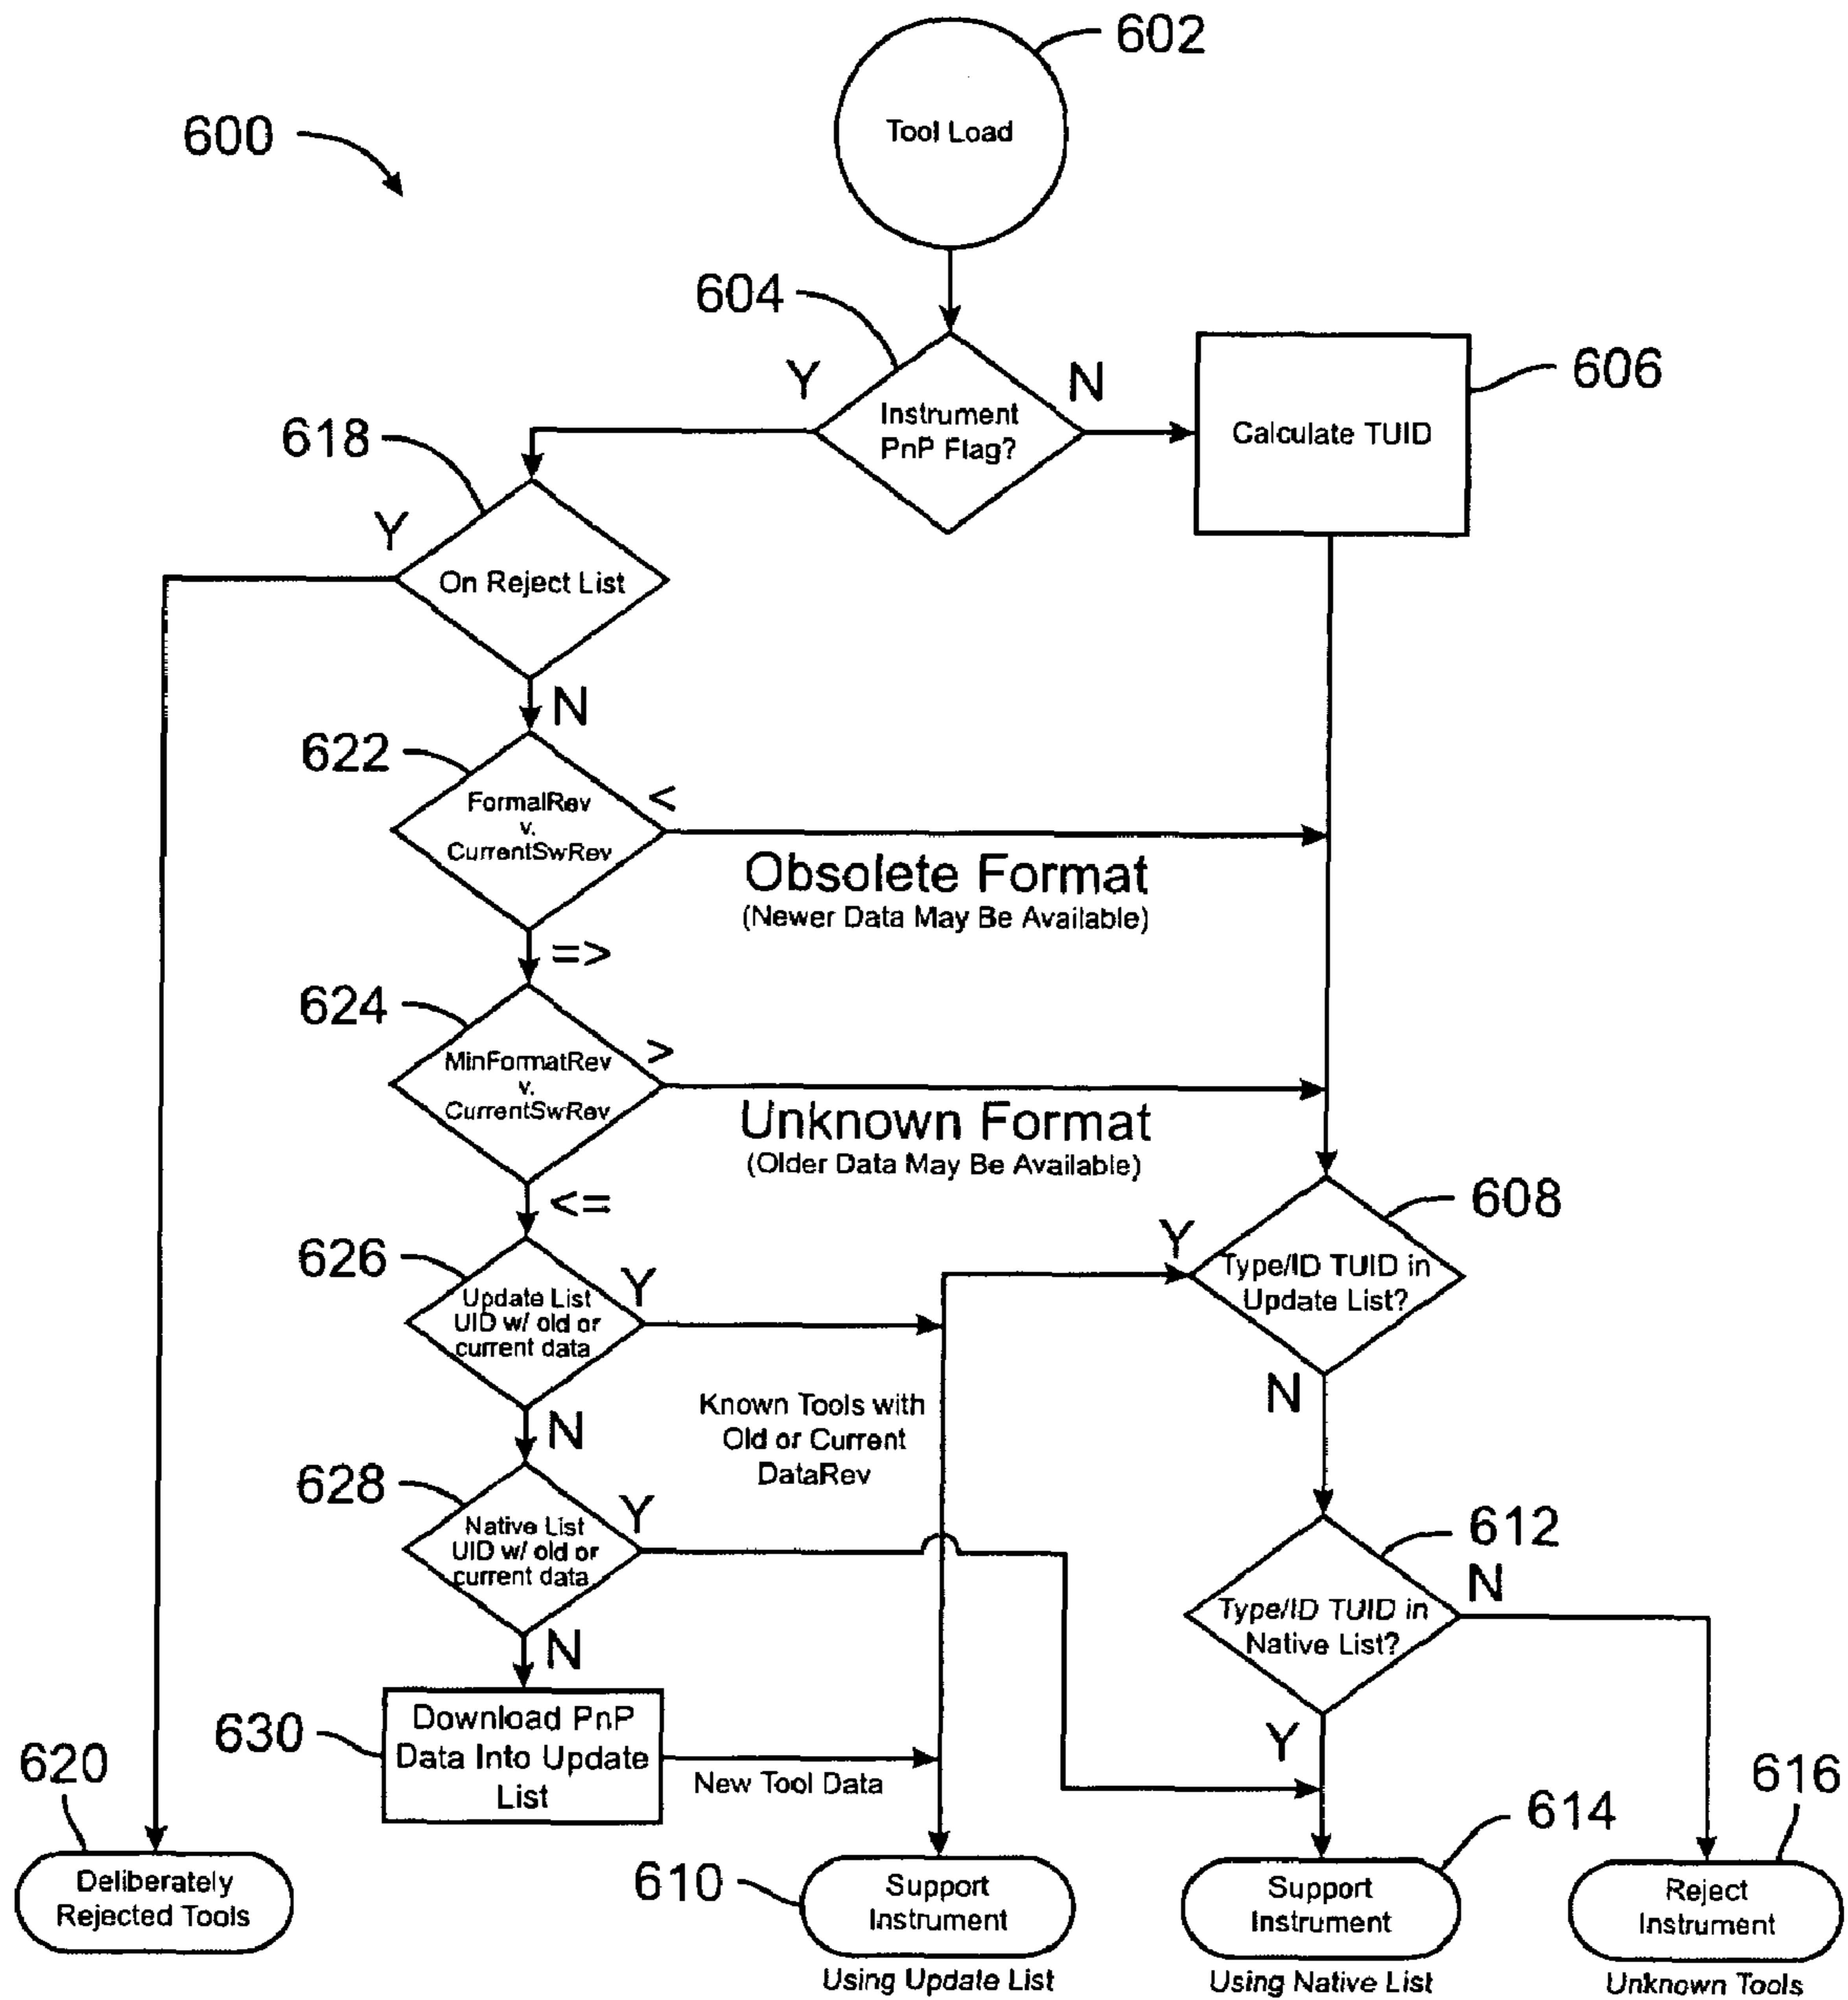 602
600
Tool Load
604
Y
N
606
Instrument
PnP Flag?
Calculate TUID
618
Y
On Reject List
N
622
FormalRev
v.
CurrentSwRev
<
Obsolete Format
(Newer Data May Be Available)
=>
624
MinFormatRev
v.
CurrentSwRev
>
Unknown Format
(Older Data May Be Available)
<=
608
Y
Type/ID TUID in
Update List?
N
626
Update List
UID w/ old or
current data
Y
N
Known Tools with
Old or Current
DataRev
628
Native List
UID w/ old or
current data
Y
N
612
Type/ID TUID in
Native List?
N
Y
630
Download PnP
Data Into Update
List
New Tool Data
620
Deliberately
Rejected Tools
610
Support
Instrument
Using Update List
614
Support
Instrument
Using Native List
616
Reject
Instrument
Unknown Tools